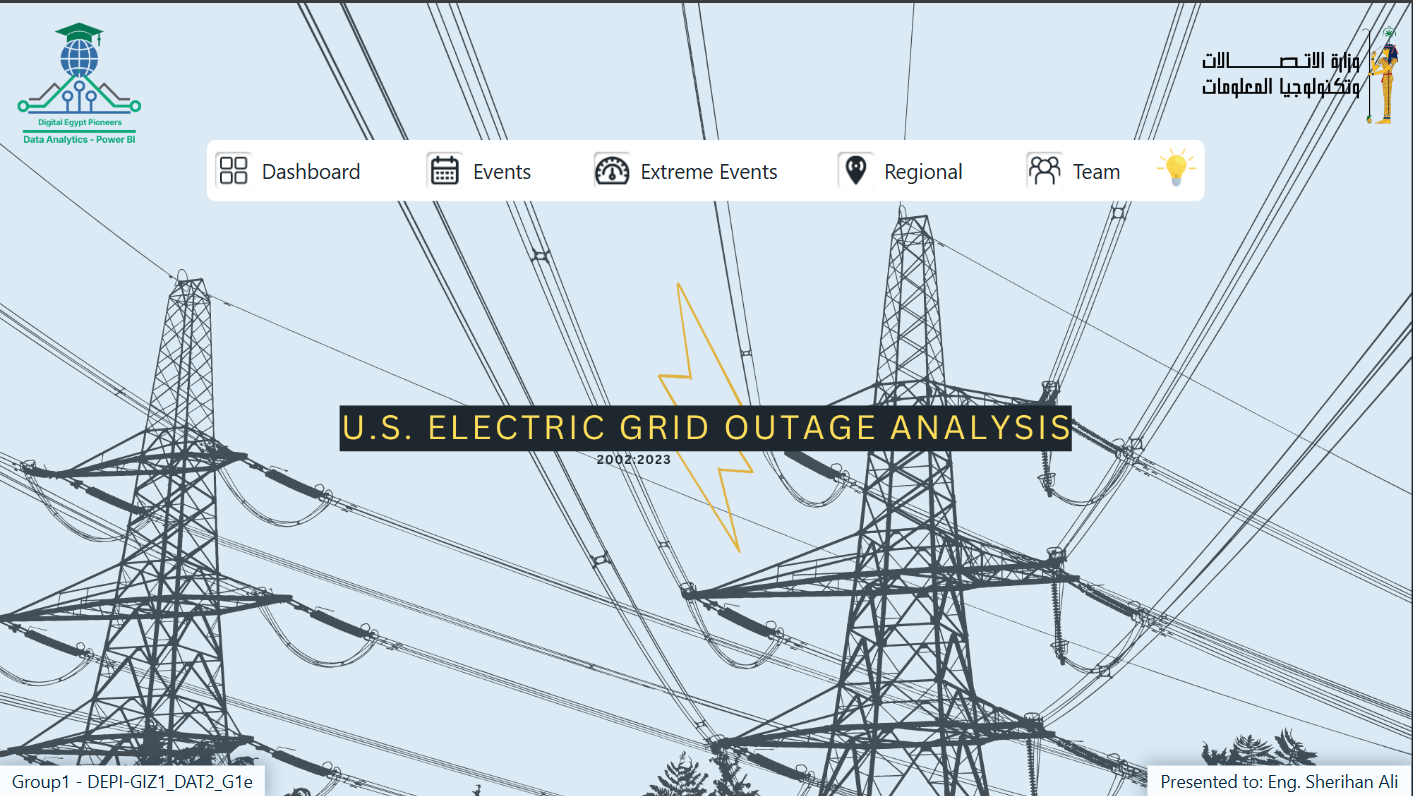 Digital Egypt Pioneers
Data Analytics - Power BI
وزارة الاتـصـــــــالات
وتكنولوجيا المعلومات
Dashboard
Events
Extreme Events
Regional
Team
U.S. ELECTRIC GRID OUTAGE ANALYSIS
2002:2023
Group1 - DEPI-GIZ1_DAT2_G1e
Presented to: Eng. Sherihan Ali